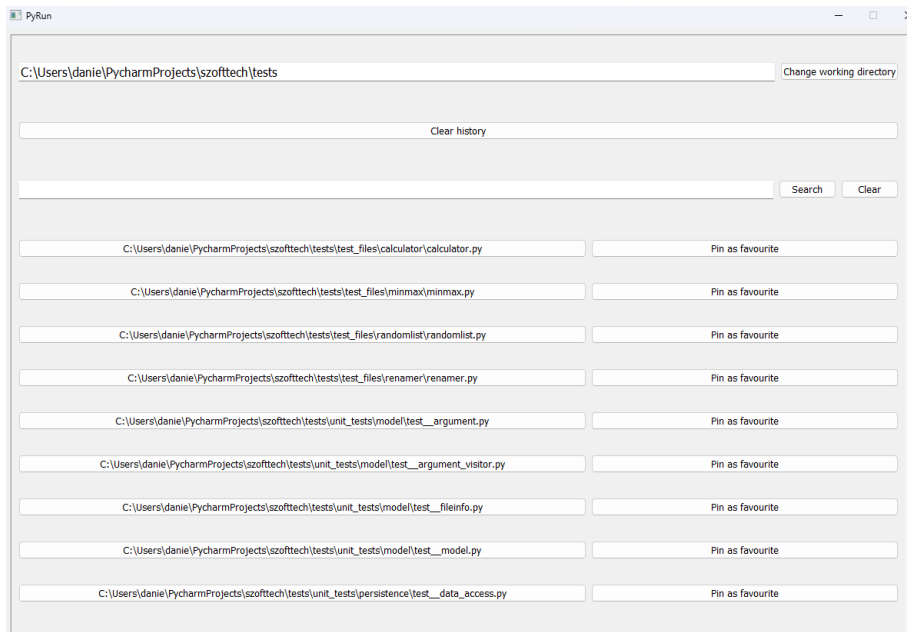 PyRun
C:\Users\danie\PycharmProjects\szofttech\tests Change working directory
Clear history
Search Clear
C:\Users\danie\PycharmProjects\szofttech\tests\test_files\calculator\calculator.py Pin as favourite
C:\Users\danie\PycharmProjects\szofttech\tests\test_files\minmax\minmax.py Pin as favourite
C:\Users\danie\PycharmProjects\szofttech\tests\test_files\randomlist\randomlist.py Pin as favourite
C:\Users\danie\PycharmProjects\szofttech\tests\test_files\renamer\renamer.py Pin as favourite
C:\Users\danie\PycharmProjects\szofttech\tests\unit_tests\model\test__argument.py Pin as favourite
C:\Users\danie\PycharmProjects\szofttech\tests\unit_tests\model\test__argument_visitor.py Pin as favourite
C:\Users\danie\PycharmProjects\szofttech\tests\unit_tests\model\test__fileinfo.py Pin as favourite
C:\Users\danie\PycharmProjects\szofttech\tests\unit_tests\model\test__model.py Pin as favourite
C:\Users\danie\PycharmProjects\szofttech\tests\unit_tests\persistence\test__data_access.py Pin as favourite